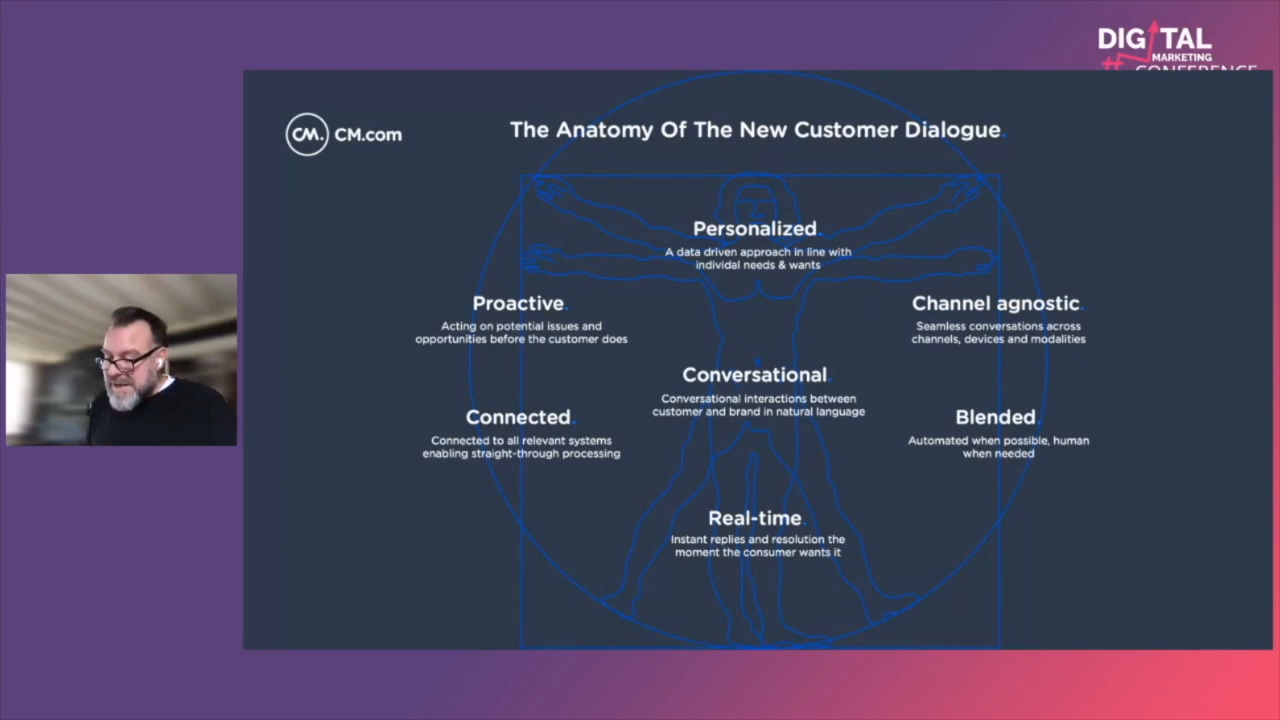 DIGITAL
MARKETING
#CONFERENCE
CM. CM.com
The Anatomy Of The New Customer Dialogue.
Personalized.
A data driven approach in line with
individal needs & wants
Proactive.
Acting on potential issues and
opportunities before the customer does
Channel agnostic.
Seamless conversations across
channels, devices and modalities
Conversational.
Conversational interactions between
customer and brand in natural language
Connected.
Connected to all relevant systems
enabling straight-through processing
Blended.
Automated when possible, human
when needed
Real-time.
Instant replies and resolution the
moment the consumer wants it